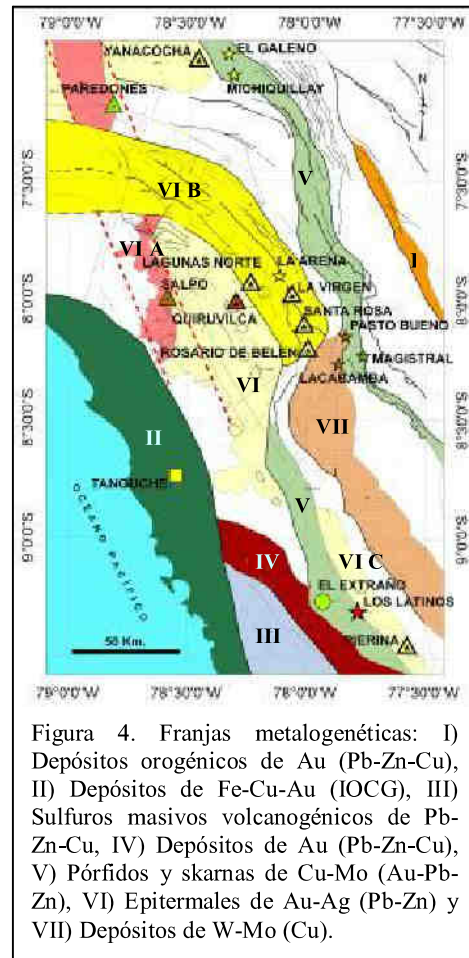 79°0'0"W 78°30'0"W 78°0'0"W 77°30'0"W
YANACOCHA
EL GALENO
MICHIQUILLAY
PAREDONES
N
7°30'0"S
7°30'0"S
V
VI B
I
VI A
LAGUNAS NORTE
LA ARENA
SALPO
LA VIRGEN
8°0'0"S
8°0'0"S
QUIRUVILCA
SANTA ROSA
PASTO BUENO
ROSARIO DE BELEN
MAGISTRAL
LACABAMBA
VI
VII
8°30'0"S
8°30'0"S
II
V
OCEANO PACÍFICO
9°0'0"S
9°0'0"S
IV
VI C
EL EXTRAÑO
LOS LATINOS
III
PIERINA
50 Km.
79°0'0"W 78°30'0"W 78°0'0"W 77°30'0"W
Figura 4. Franjas metalogenéticas: I)
Depósitos orogénicos de Au (Pb-Zn-Cu),
II) Depósitos de Fe-Cu-Au (IOCG), III)
Sulfuros masivos volcanogénicos de Pb-
Zn-Cu, IV) Depósitos de Au (Pb-Zn-Cu),
V) Pórfidos y skarnas de Cu-Mo (Au-Pb-
Zn), VI) Epitermales de Au-Ag (Pb-Zn) y
VII) Depósitos de W-Mo (Cu).